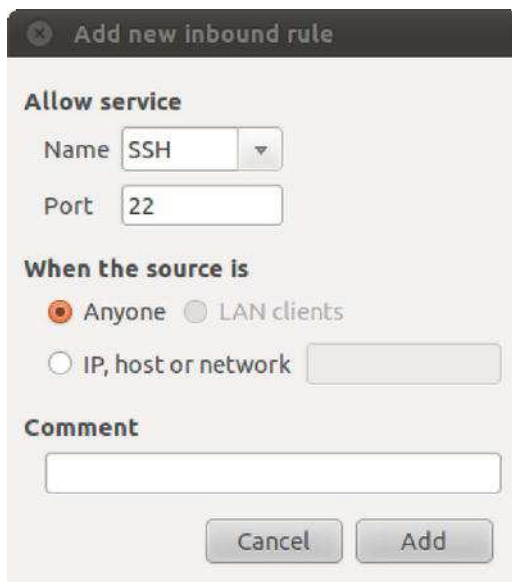 Add new inbound rule
Allow service
Name SSH
Port 22
When the source is
Anyone LAN clients
IP, host or network
Comment
Cancel Add